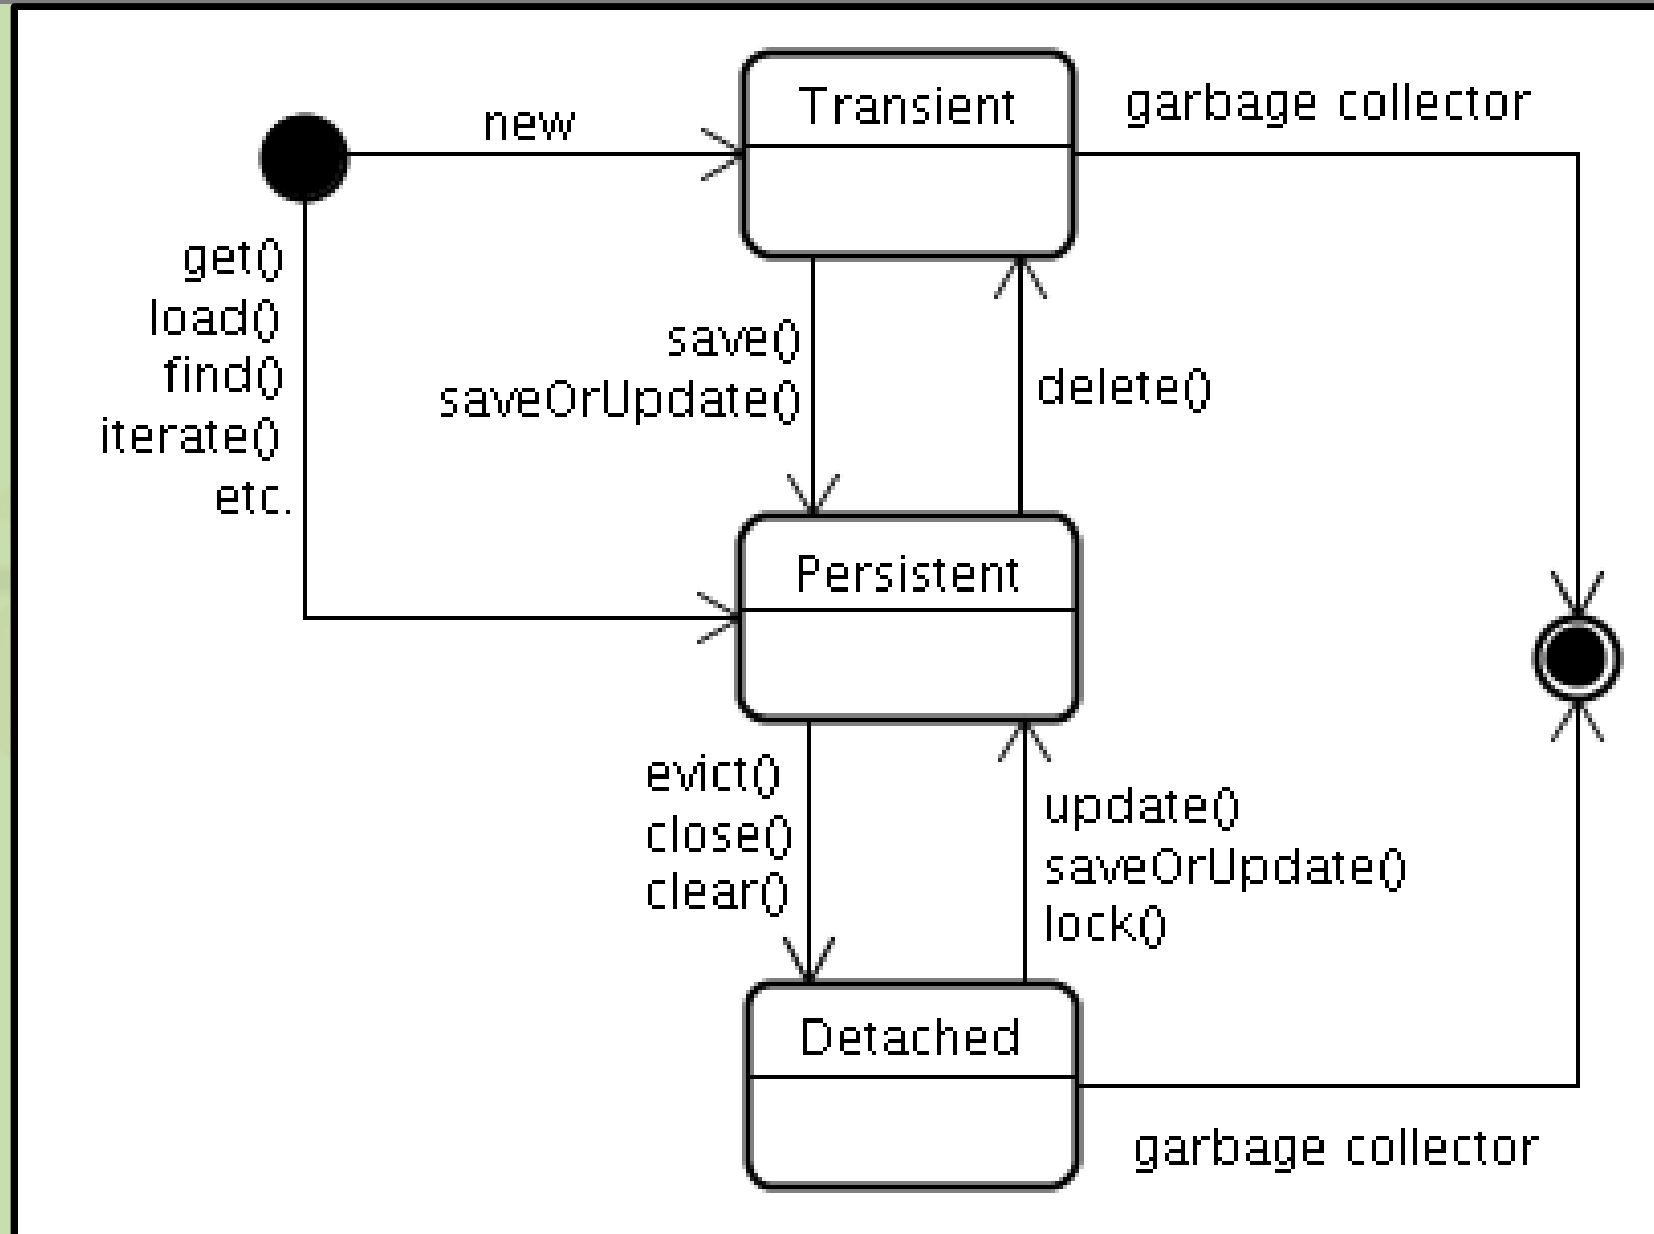 new
Transient
garbage collector
get()
load()
find()
iterate()
etc.
save()
saveOrUpdate()
delete()
Persistent
evict()
close()
clear()
update()
saveOrUpdate()
lock()
Detached
garbage collector